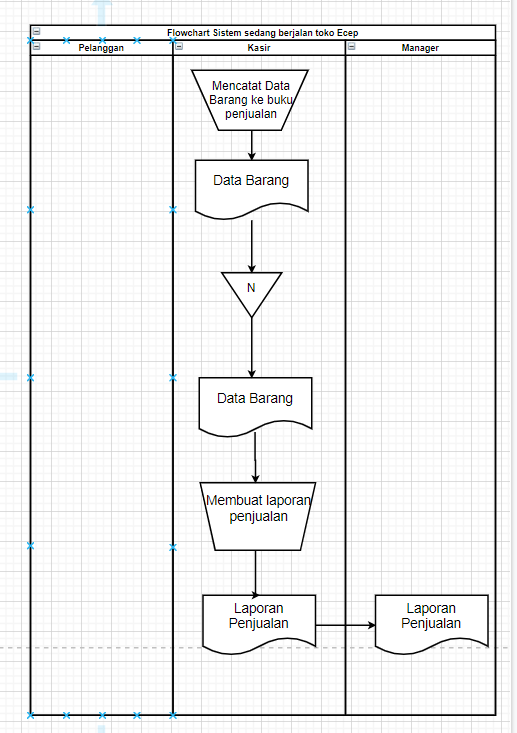 Flowchart Sistem sedang berjalan toko Ecep
Pelanggan
Kasir
Manager
Mencatat Data
Barang ke buku
penjualan
Data Barang
N
Data Barang
Membuat laporan
penjualan
Laporan
Penjualan
Laporan
Penjualan